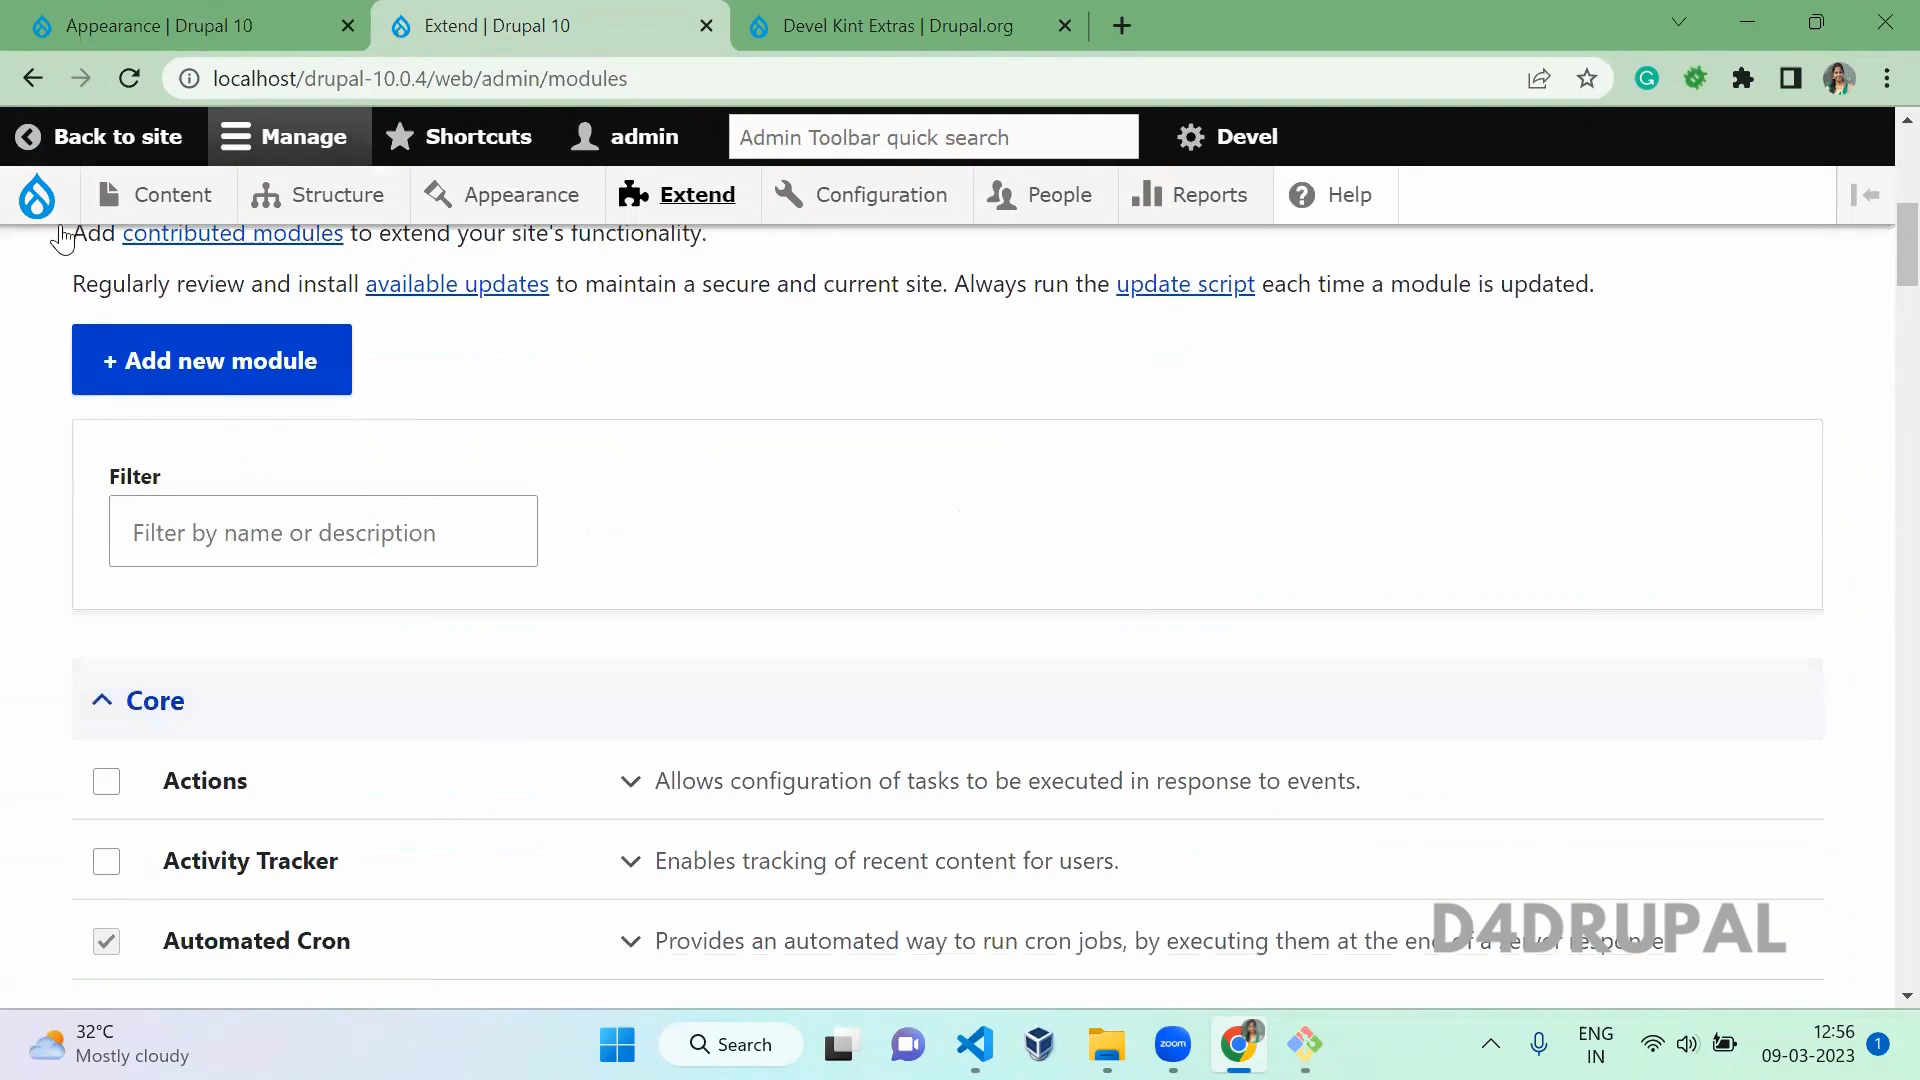 Appearance | Drupal 10
Extend | Drupal 10
Devel Kint Extras | Drupal.org
localhost/drupal-10.0.4/web/admin/modules
Back to site
Manage
Shortcuts
admin
Admin Toolbar quick search
Devel
Content
Structure
Appearance
Extend
Configuration
People
Reports
Help
Add contributed modules to extend your site's functionality.
Regularly review and install available updates to maintain a secure and current site. Always run the update script each time a module is updated.
+ Add new module
Filter
Filter by name or description
Core
Actions
Allows configuration of tasks to be executed in response to events.
Activity Tracker
Enables tracking of recent content for users.
Automated Cron
Provides an automated way to run cron jobs, by executing them at the end of a server response
D4DRUPAL
32°C
Mostly cloudy
Search
zoom
ENG
IN
12:56
09-03-2023
1